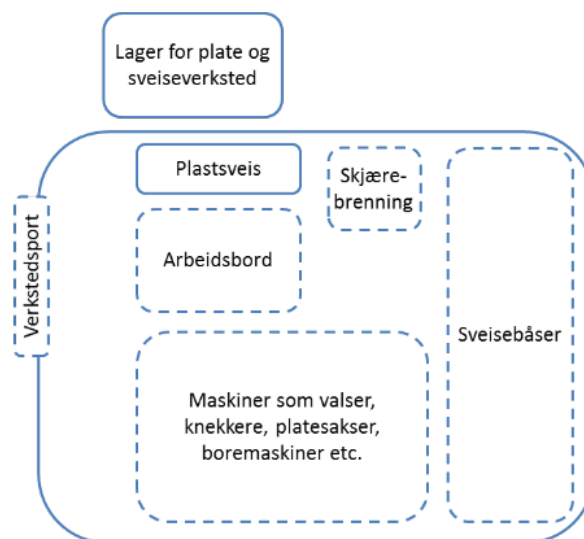 Lager for plate og
sveiseverksted
Plastsveis
Skjære-
brenning
Arbeidsbord
Verkstedsport
Sveisebåser
Maskiner som valser,
knekkere, platesakser,
boremaskiner etc.